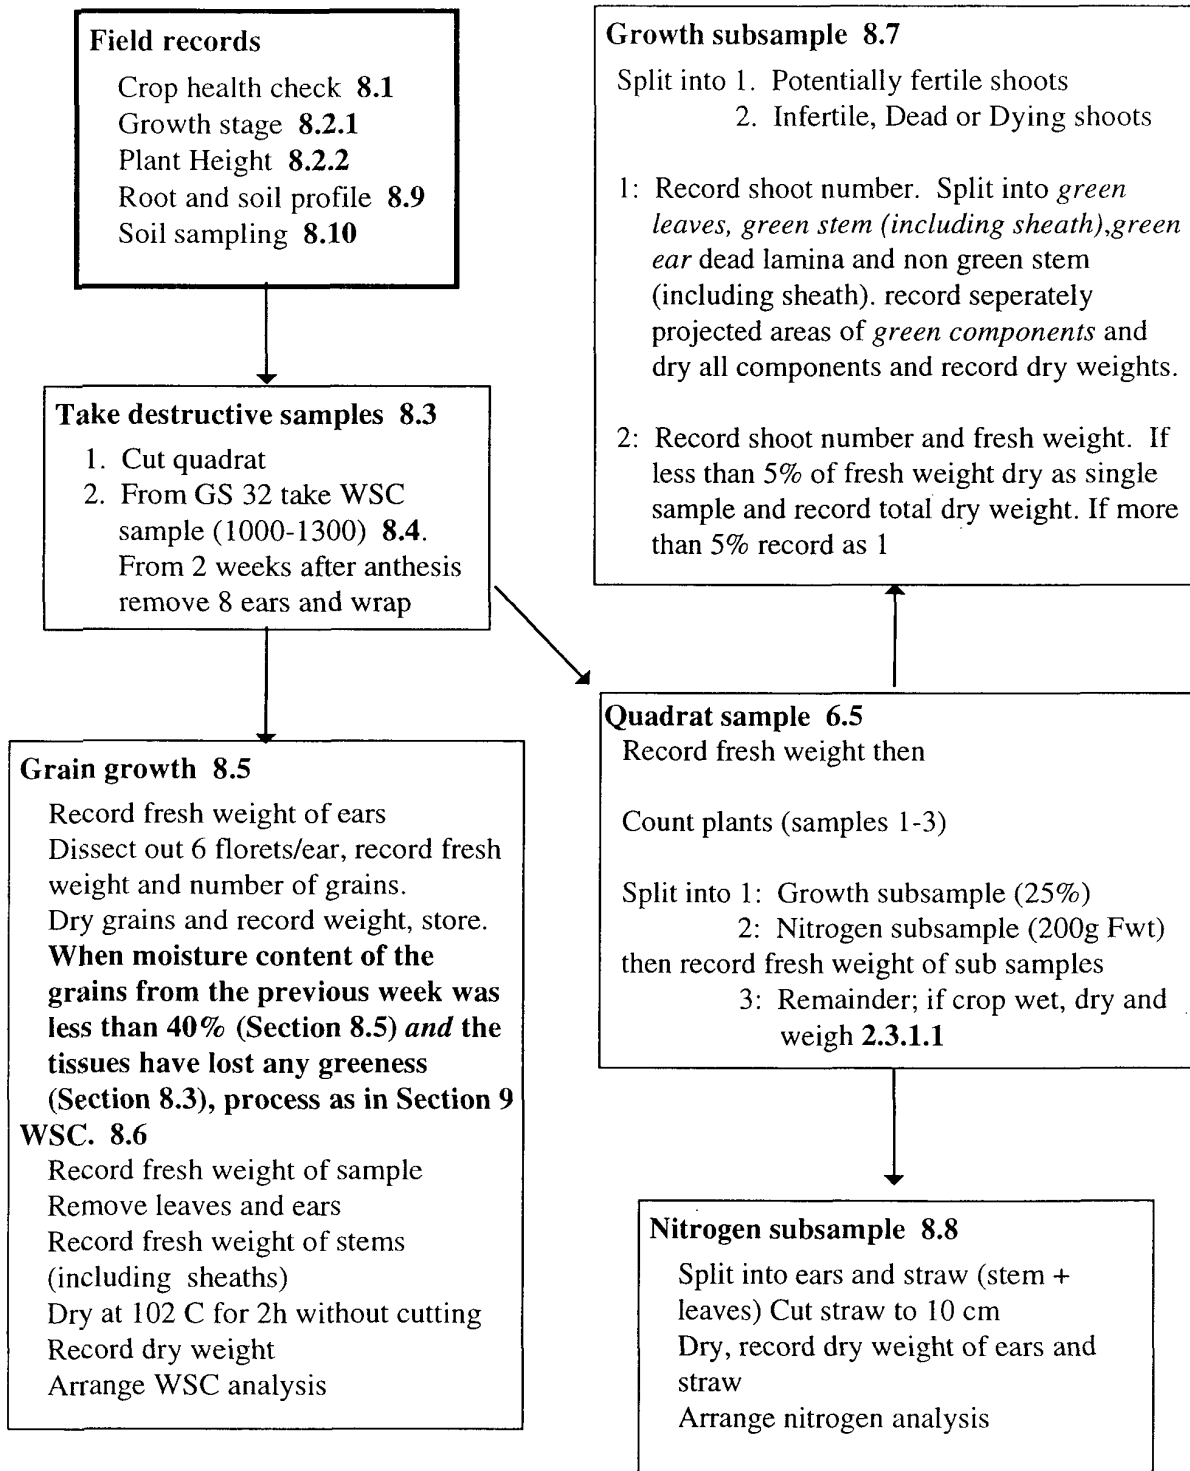 Field records
Crop health check 8.1
Growth stage 8.2.1
Plant Height 8.2.2
Root and soil profile 8.9
Soil sampling 8.10
Take destructive samples 8.3
1. Cut quadrat
2. From GS 32 take WSC
sample (1000-1300) 8.4.
From 2 weeks after anthesis
remove 8 ears and wrap
Grain growth 8.5
Record fresh weight of ears
Dissect out 6 florets/ear, record fresh
weight and number of grains.
Dry grains and record weight, store.
When moisture content of the
grains from the previous week was
less than 40% (Section 8.5) and the
tissues have lost any greeness
(Section 8.3), process as in Section 9
WSC. 8.6
Record fresh weight of sample
Remove leaves and ears
Record fresh weight of stems
(including sheaths)
Dry at 102 C for 2h without cutting
Record dry weight
Arrange WSC analysis
Growth subsample 8.7
Split into 1. Potentially fertile shoots
2. Infertile, Dead or Dying shoots
1: Record shoot number. Split into green
leaves, green stem (including sheath),green
ear dead lamina and non green stem
(including sheath). record seperately
projected areas of green components and
dry all components and record dry weights.
2: Record shoot number and fresh weight. If
less than 5% of fresh weight dry as single
sample and record total dry weight. If more
than 5% record as 1
Quadrat sample 6.5
Record fresh weight then
Count plants (samples 1-3)
Split into 1: Growth subsample (25%)
2: Nitrogen subsample (200g Fwt)
then record fresh weight of sub samples
3: Remainder; if crop wet, dry and
weigh 2.3.1.1
Nitrogen subsample 8.8
Split into ears and straw (stem +
leaves) Cut straw to 10 cm
Dry, record dry weight of ears and
straw
Arrange nitrogen analysis